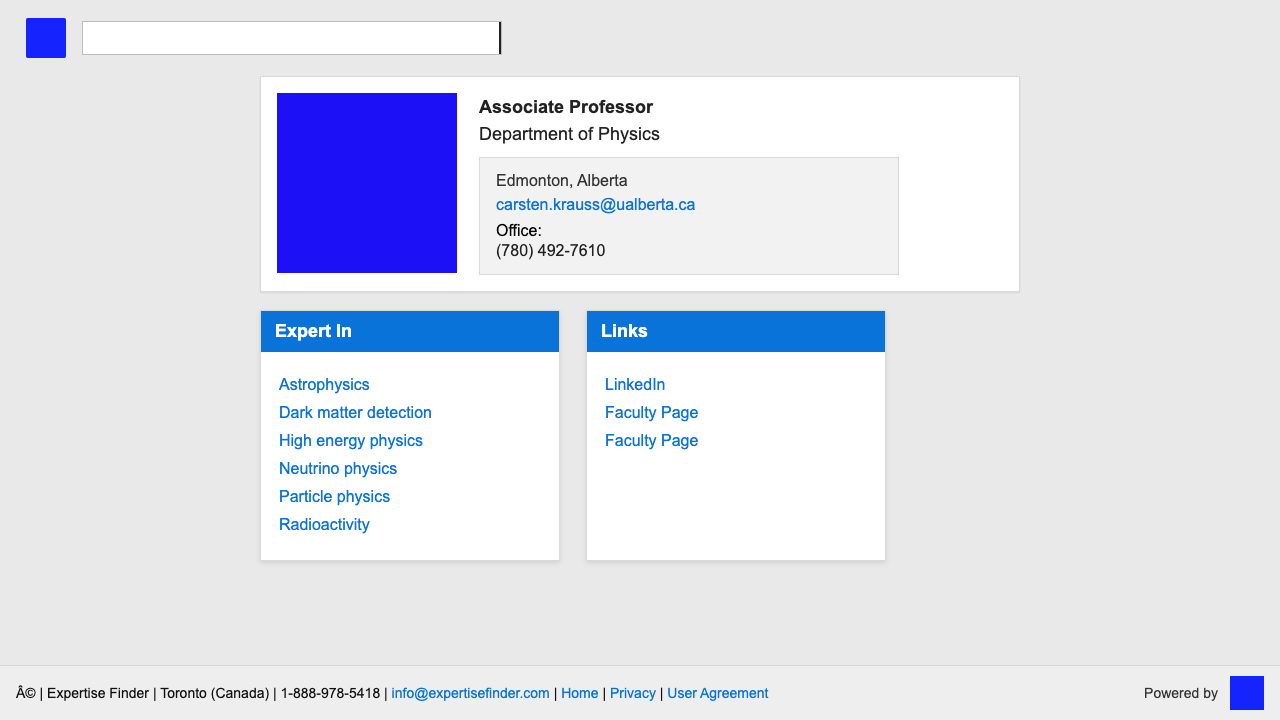 Associate Professor
Department of Physics
Edmonton, Alberta
carsten.krauss@ualberta.ca
Office:
(780) 492-7610
Expert In
Astrophysics
Dark matter detection
High energy physics
Neutrino physics
Particle physics
Radioactivity
Links
LinkedIn
Faculty Page
Faculty Page
Â© | Expertise Finder | Toronto (Canada) | 1-888-978-5418 | info@expertisefinder.com | Home | Privacy | User Agreement
Powered by